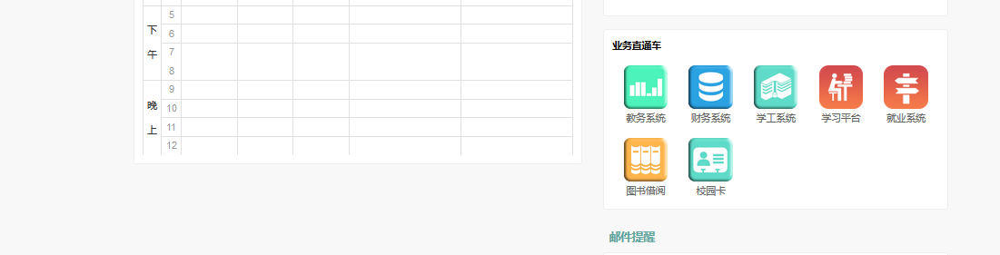 下
午
5
6
7
8
晚
上
9
10
11
12
业务直通车
教务系统 财务系统 学工系统 学习平台 就业系统
图书借阅 校园卡
邮件提醒